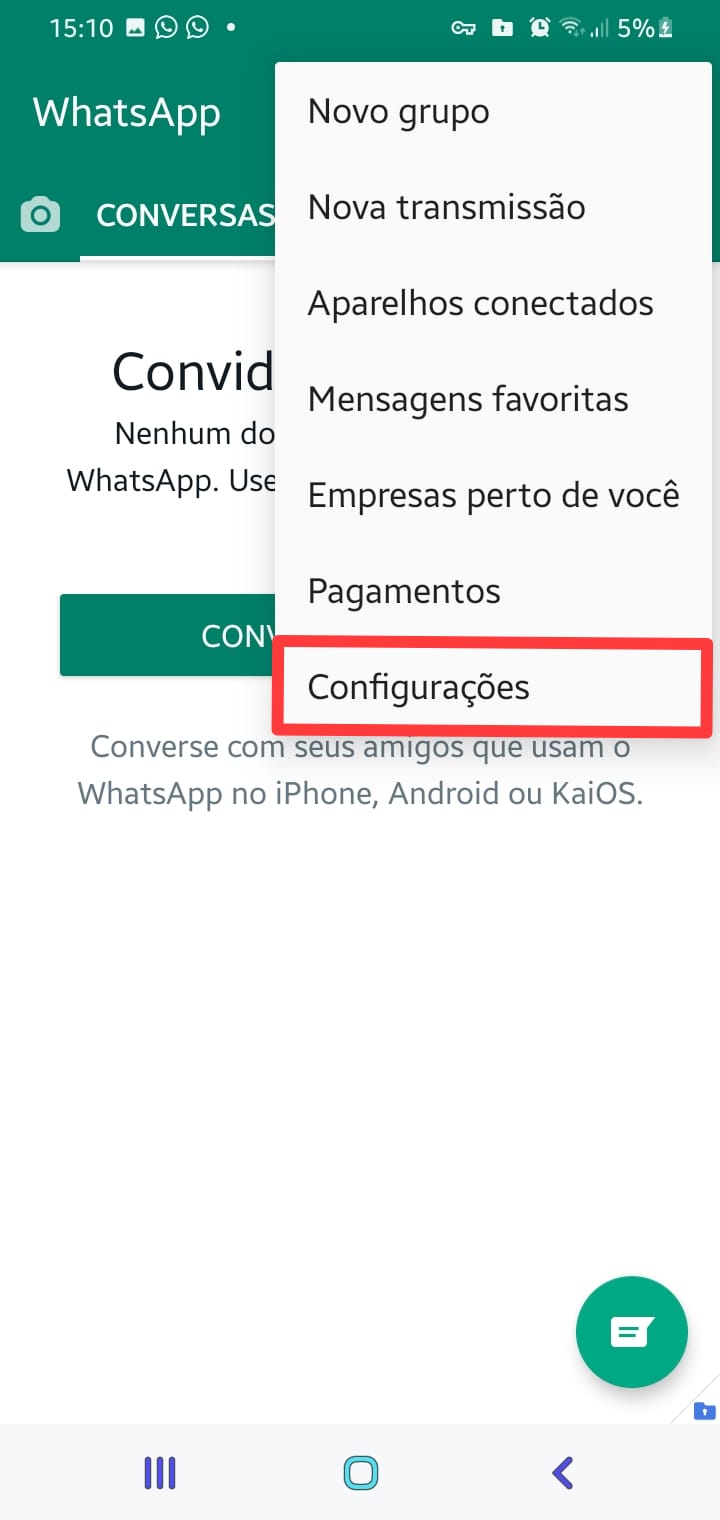 15:10
5%
WhatsApp
CONVERSAS
Novo grupo
Nova transmissão
Aparelhos conectados
Mensagens favoritas
Empresas perto de você
Pagamentos
Configurações
Convid
Nenhum do
WhatsApp. Use
CONV
Converse com seus amigos que usam o
WhatsApp no iPhone, Android ou KaiOS.